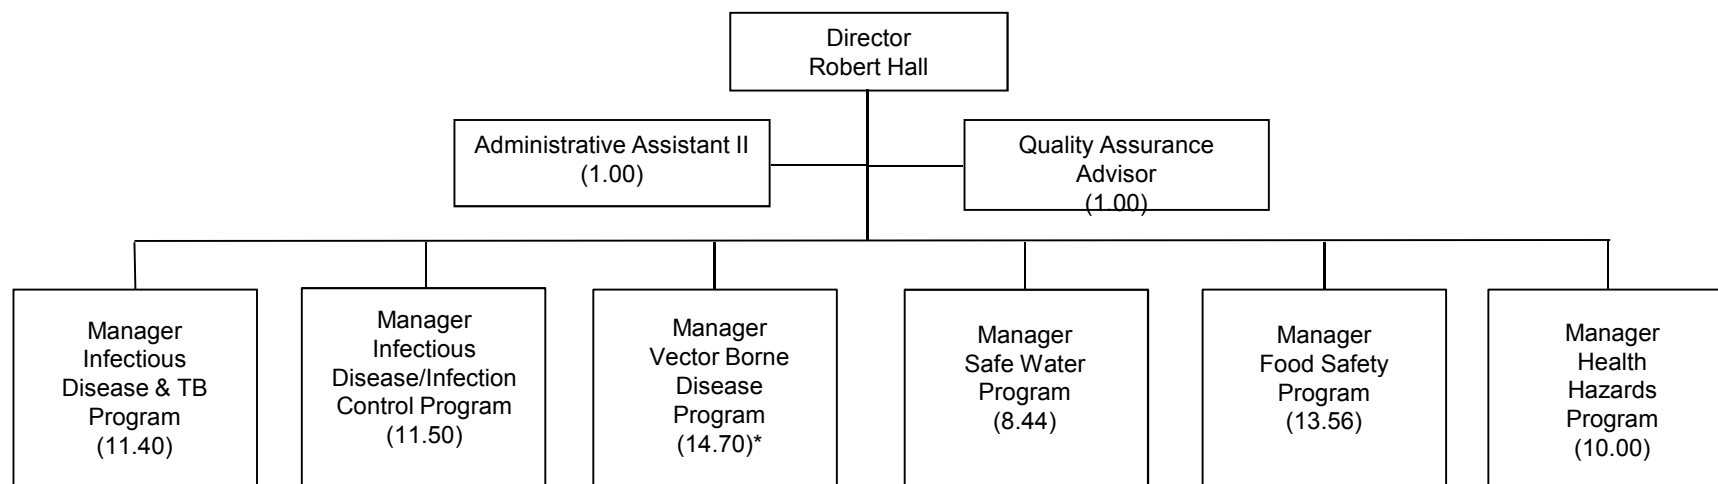 Director
Robert Hall
Administrative Assistant II
(1.00)
Quality Assurance
Advisor
(1.00)
Manager
Infectious
Disease & TB
Program
(11.40)
Manager
Infectious
Disease/Infection
Control Program
(11.50)
Manager
Vector Borne
Disease
Program
(14.70)*
Manager
Safe Water
Program
(8.44)
Manager
Food Safety
Program
(13.56)
Manager
Health
Hazards
Program
(10.00)